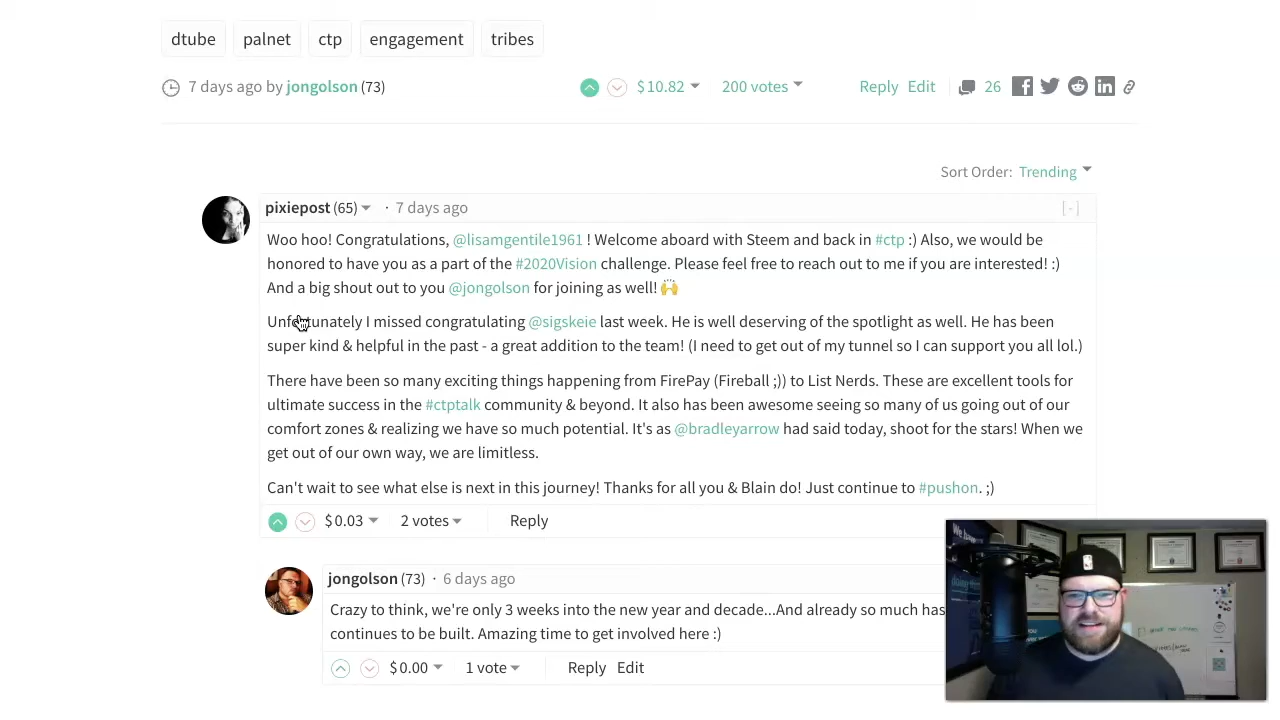 dtube palnet ctp engagement tribes
7 days ago by jongolson (73) $10.82 200 votes Reply Edit 26
Sort Order: Trending
pixiepost (65) · 7 days ago [-]
Woo hoo! Congratulations, @lisamgentile1961 ! Welcome aboard with Steem and back in #ctp :) Also, we would be
honored to have you as a part of the #2020Vision challenge. Please feel free to reach out to me if you are interested! :)
And a big shout out to you @jongolson for joining as well! 🙌
Unfortunately I missed congratulating @sigskeie last week. He is well deserving of the spotlight as well. He has been
super kind & helpful in the past - a great addition to the team! (I need to get out of my tunnel so I can support you all lol.)
There have been so many exciting things happening from FirePay (Fireball ;)) to List Nerds. These are excellent tools for
ultimate success in the #ctptalk community & beyond. It also has been awesome seeing so many of us going out of our
comfort zones & realizing we have so much potential. It's as @bradleyarrow had said today, shoot for the stars! When we
get out of our own way, we are limitless.
Can't wait to see what else is next in this journey! Thanks for all you & Blain do! Just continue to #pushon. ;)
$0.03 2 votes Reply
jongolson (73) · 6 days ago
Crazy to think, we're only 3 weeks into the new year and decade...And already so much has
continues to be built. Amazing time to get involved here :)
$0.00 1 vote Reply Edit